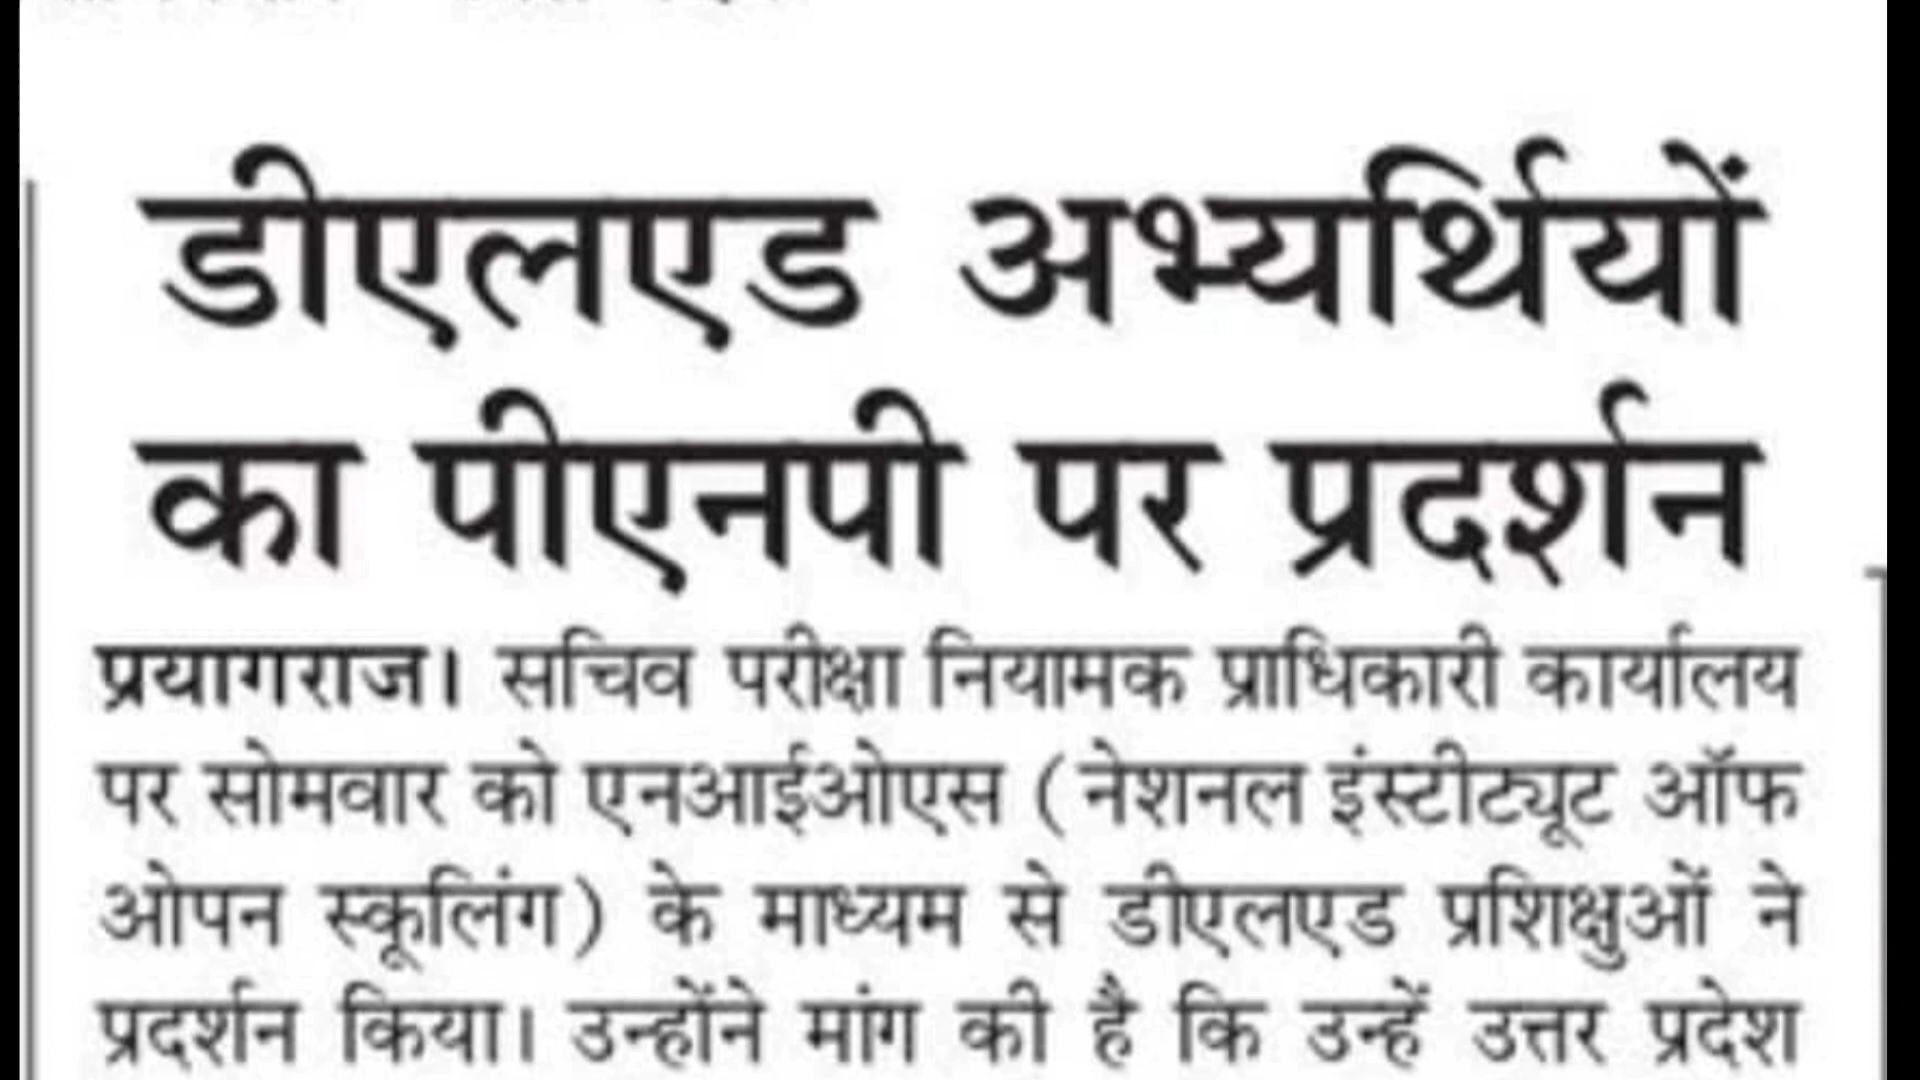 डीएलएड अभ्यर्थियों
का पीएनपी पर प्रदर्शन
प्रयागराज। सचिव परीक्षा नियामक प्राधिकारी कार्यालय
पर सोमवार को एनआईओएस (नेशनल इंस्टीट्यूट ऑफ
ओपन स्कूलिंग) के माध्यम से डीएलएड प्रशिक्षुओं ने
प्रदर्शन किया। उन्होंने मांग की है कि उन्हें उत्तर प्रदेश